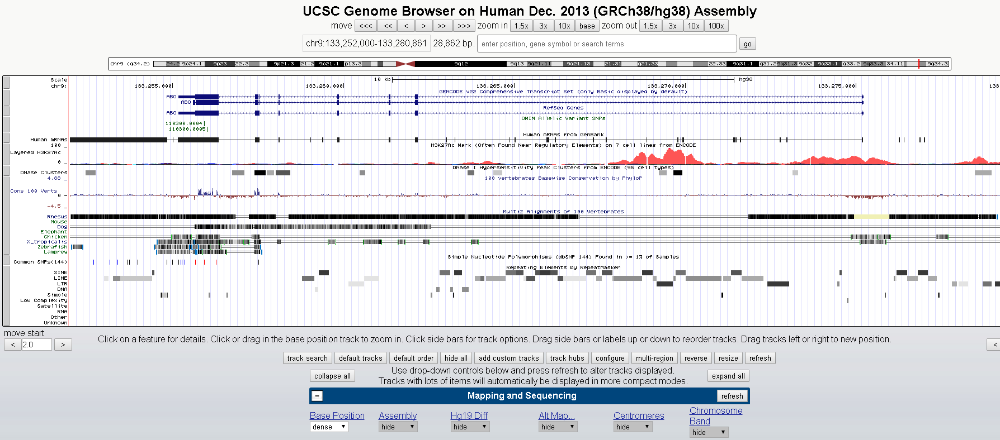 UCSC Genome Browser on Human Dec. 2013 (GRCh38/hg38) Assembly
move <<< << < > >> >>> zoom in 1.5x 3x 10x base zoom out 1.5x 3x 10x 100x
chr9:133,252,000-133,280,861 28,862 bp. enter position, gene symbol or search terms go
chr9 (q34.2) 24.2 9p24.1 9p23 22.3 9p21.3 21.2 9p21.1 p13.3 9q12 9q13 9q21.11 9q21.13 21.31 q21.33 22.33 9q31.1 q31.2 9q31.3 9q32 9q33.1 q33.2 9q33.3 34.11 9q34.3
Scale 10 kb hg38
chr9: 133,255,000 133,260,000 133,265,000 133,270,000 133,275,000 133
GENCODE v22 Comprehensive Transcript Set (only Basic displayed by default)
ABO
ABO
RefSeq Genes
ABO
OMIM Allelic Variant SNPs
110300.0004
110300.0005
Human mRNAs from GenBank
Human mRNAs
100 _ H3K27Ac Mark (Often Found Near Regulatory Elements) on 7 cell lines from ENCODE
Layered H3K27Ac
0 _
DNase I Hypersensitivity Peak Clusters from ENCODE (95 cell types)
DNase Clusters
4.88 _ 100 vertebrates Basewise Conservation by PhyloP
Cons 100 Verts
0 -
-4.5 _
Multiz Alignments of 100 Vertebrates
Rhesus
Mouse
Dog
Elephant
Chicken
X_tropicalis
Zebrafish
Lamprey
Simple Nucleotide Polymorphisms (dbSNP 144) Found in >= 1% of Samples
Common SNPs(144)
Repeating Elements by RepeatMasker
SINE
LINE
LTR
DNA
Simple
Low Complexity
Satellite
RNA
Other
Unknown
move start
< 2.0 > Click on a feature for details. Click or drag in the base position track to zoom in. Click side bars for track options. Drag side bars or labels up or down to reorder tracks. Drag tracks left or right to new position. <
track search default tracks default order hide all add custom tracks track hubs configure multi-region reverse resize refresh
collapse all Use drop-down controls below and press refresh to alter tracks displayed. expand all
Tracks with lots of items will automatically be displayed in more compact modes.
- Mapping and Sequencing refresh
Base Position Assembly Hg19 Diff Alt Map... Centromeres Chromosome Band
dense hide hide hide hide hide